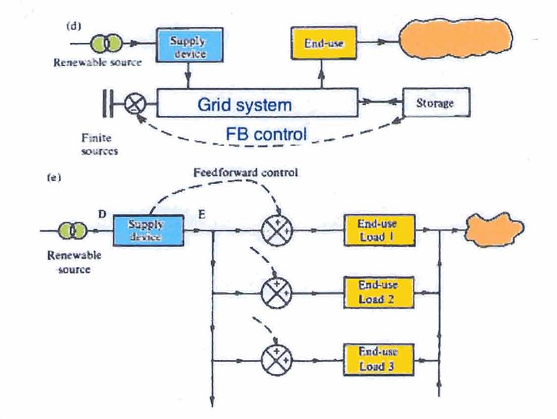 (d)
Supply
device
End-use
Renewable source
Grid system
Storage
Finite
sources
FB control
(e)
Feedforward control
D
E
Supply
device
End-use
Load 1
Renewable
source
End-use
Load 2
End-use
Load 3